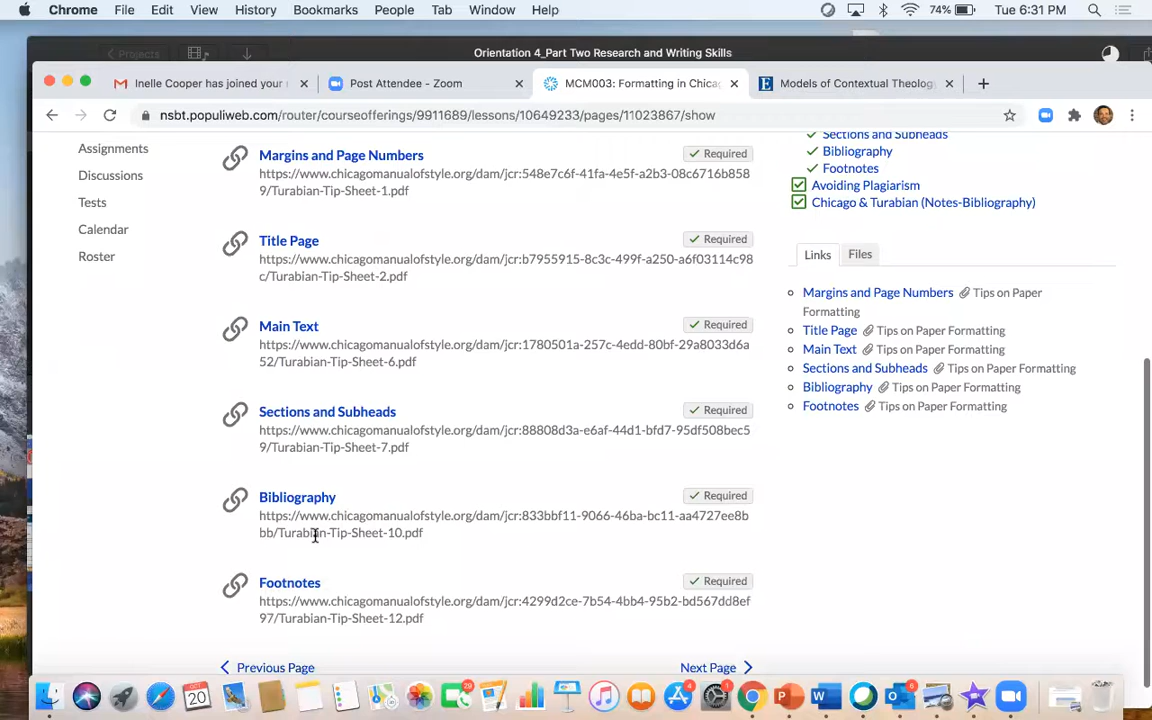 Chrome File Edit View History Bookmarks People Tab Window Help 74% Tue 6:31 PM
Projects
Orientation 4_Part Two Research and Writing Skills
Inelle Cooper has joined your
Post Attendee - Zoom
MCM003: Formatting in Chica
Models of Contextual Theology
nsbt.populiweb.com/router/courseofferings/9911689/lessons/10649233/pages/11023867/show
Assignments
Discussions
Tests
Calendar
Roster
Margins and Page Numbers
Required
https://www.chicagomanualofstyle.org/dam/jcr:548e7c6f-41fa-4e5f-a2b3-08c6716b858
9/Turabian-Tip-Sheet-1.pdf
Title Page
Required
https://www.chicagomanualofstyle.org/dam/jcr:b7955915-8c3c-499f-a250-a6f03114c98
c/Turabian-Tip-Sheet-2.pdf
Main Text
Required
https://www.chicagomanualofstyle.org/dam/jcr:1780501a-257c-4edd-80bf-29a8033d6a
52/Turabian-Tip-Sheet-6.pdf
Sections and Subheads
Required
https://www.chicagomanualofstyle.org/dam/jcr:88808d3a-e6af-44d1-bfd7-95df508bec5
9/Turabian-Tip-Sheet-7.pdf
Bibliography
Required
https://www.chicagomanualofstyle.org/dam/jcr:833bbf11-9066-46ba-bc11-aa4727ee8b
bb/Turabian-Tip-Sheet-10.pdf
Footnotes
Required
https://www.chicagomanualofstyle.org/dam/jcr:4299d2ce-7b54-4bb4-95b2-bd567dd8ef
97/Turabian-Tip-Sheet-12.pdf
Previous Page
Next Page
Sections and Subheads
Bibliography
Footnotes
Avoiding Plagiarism
Chicago & Turabian (Notes-Bibliography)
Links Files
Margins and Page Numbers Tips on Paper
Formatting
Title Page Tips on Paper Formatting
Main Text Tips on Paper Formatting
Sections and Subheads Tips on Paper Formatting
Bibliography Tips on Paper Formatting
Footnotes Tips on Paper Formatting
OCT
20
29
4
1
6